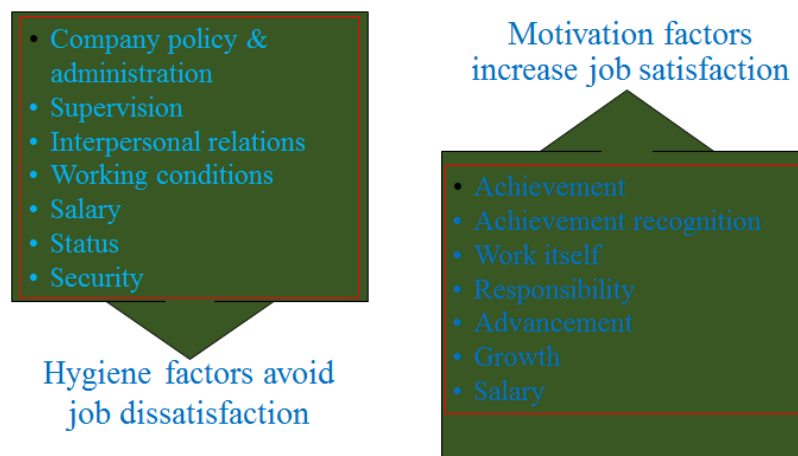 • Company policy &
administration
• Supervision
• Interpersonal relations
• Working conditions
• Salary
• Status
• Security
Hygiene factors avoid
job dissatisfaction
Motivation factors
increase job satisfaction
• Achievement
• Achievement recognition
• Work itself
• Responsibility
• Advancement
• Growth
• Salary